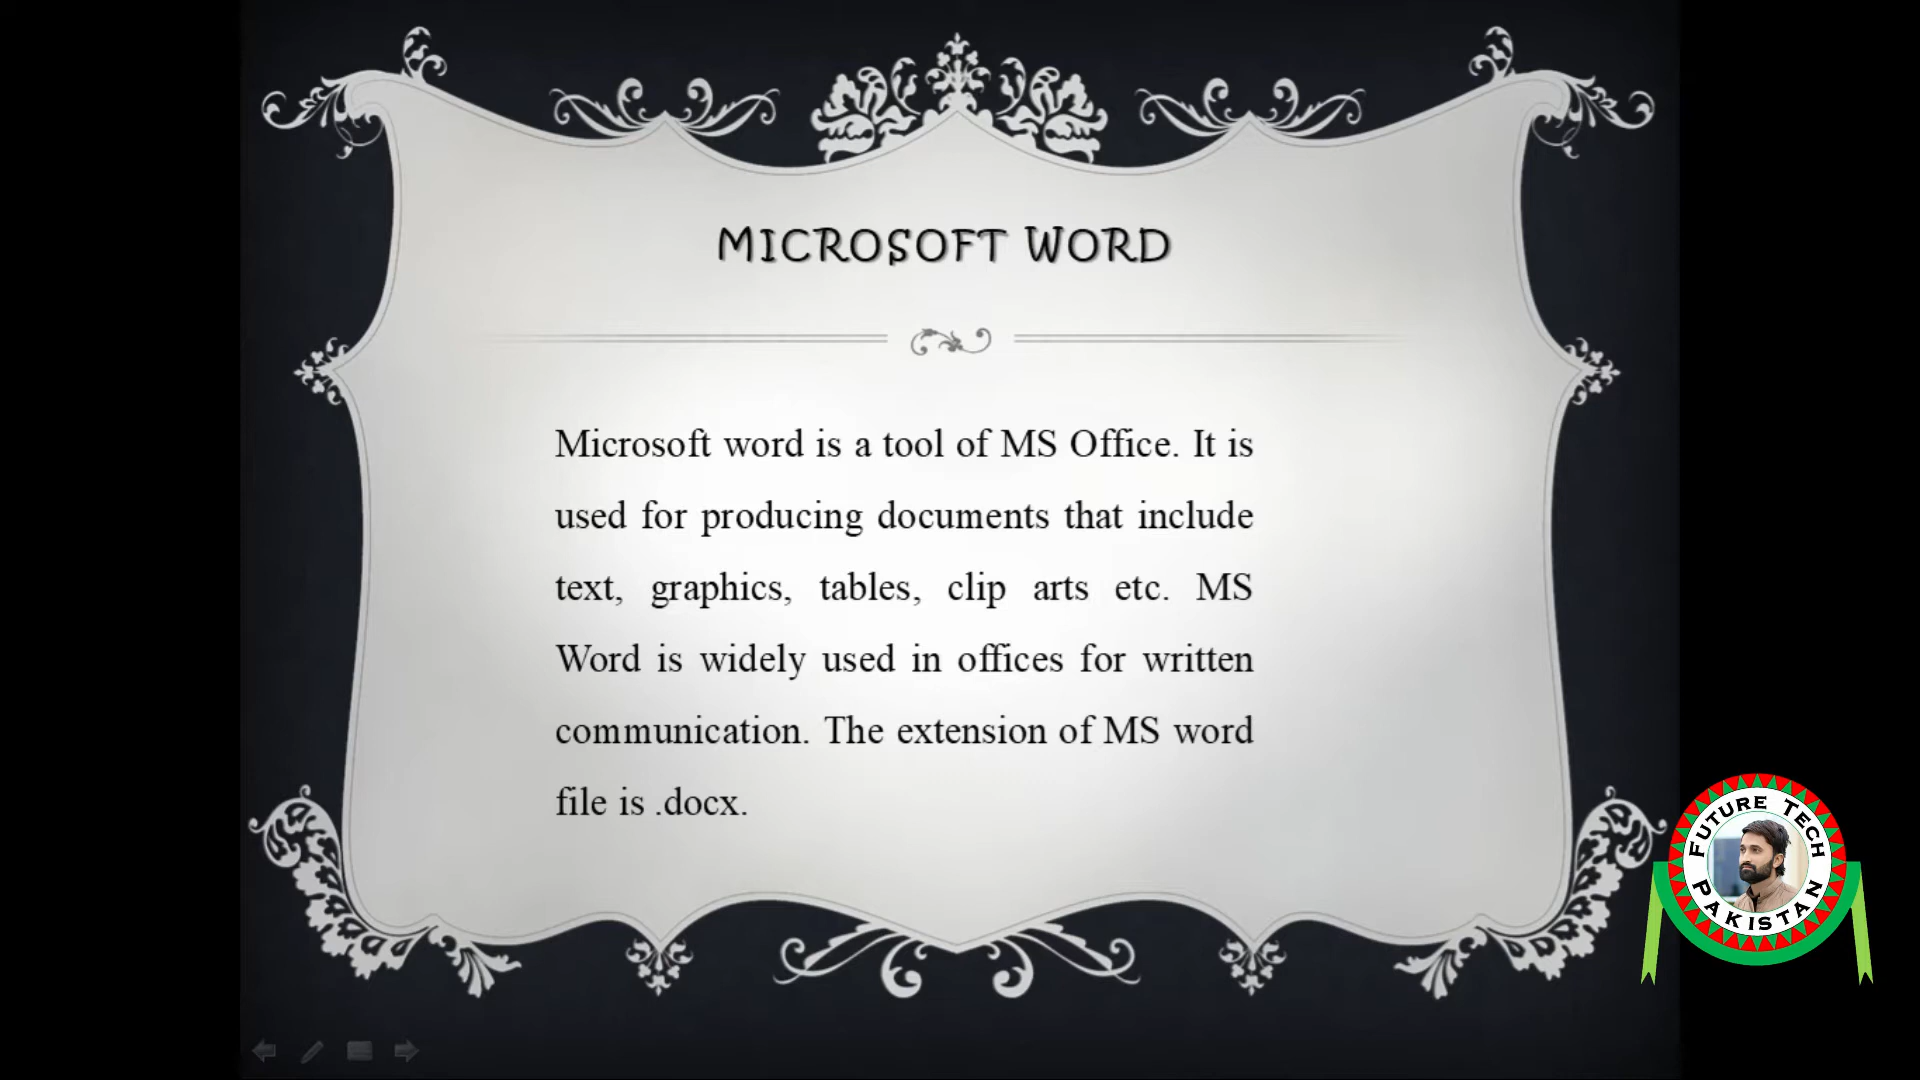 MICROSOFT WORD
Microsoft word is a tool of MS Office. It is
used for producing documents that include
text, graphics, tables, clip arts etc. MS
Word is widely used in offices for written
communication. The extension of MS word
file is .docx.
FUTURE TECH
PAKISTAN